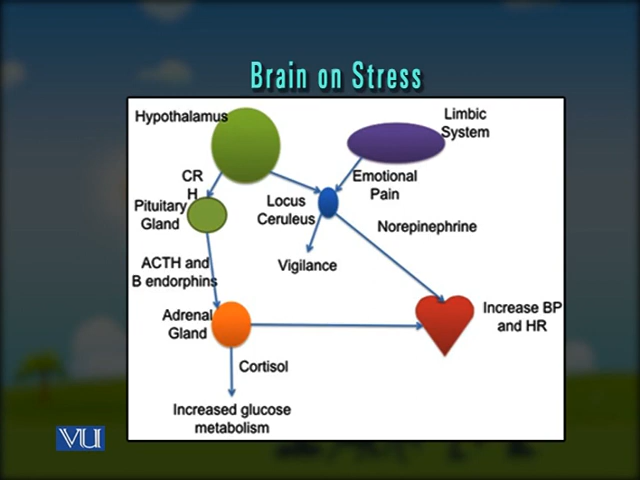 Brain on Stress
Hypothalamus
Limbic
System
CR
H
Emotional
Pain
Pituitary
Gland
Locus
Ceruleus
Norepinephrine
ACTH and
B endorphins
Vigilance
Adrenal
Gland
Increase BP
and HR
Cortisol
Increased glucose
metabolism
VU